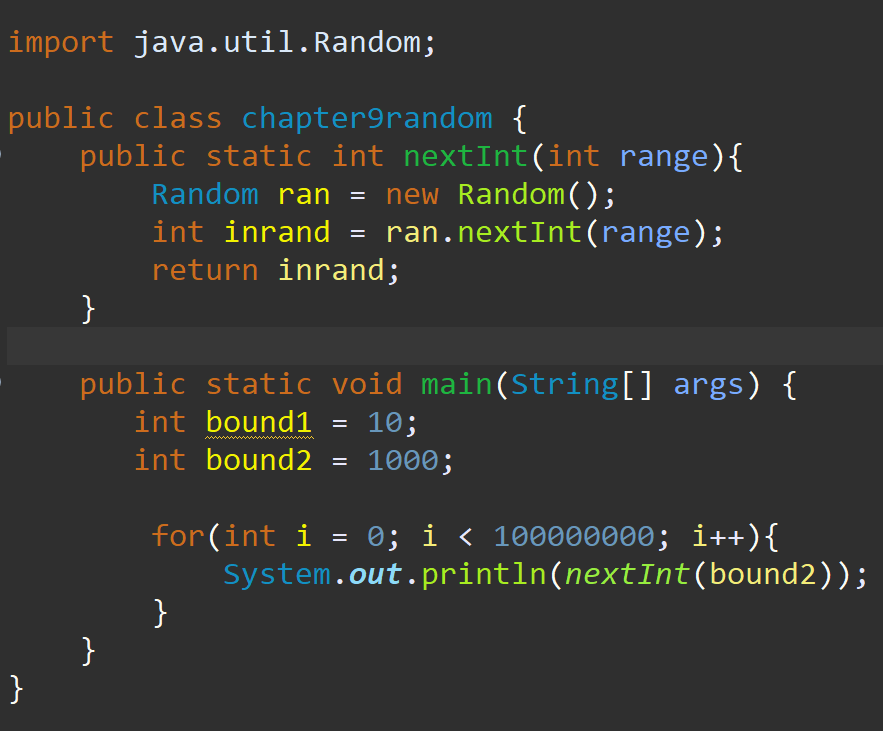 import java.util.Random;
public class chapter9random {
public static int nextInt(int range){
Random ran = new Random();
int inrand = ran.nextInt(range);
return inrand;
}
public static void main(String[] args) {
int bound1 = 10;
int bound2 = 1000;
for(int i = 0; i < 100000000; i++){
System.out.println(nextInt(bound2));
}
}
}